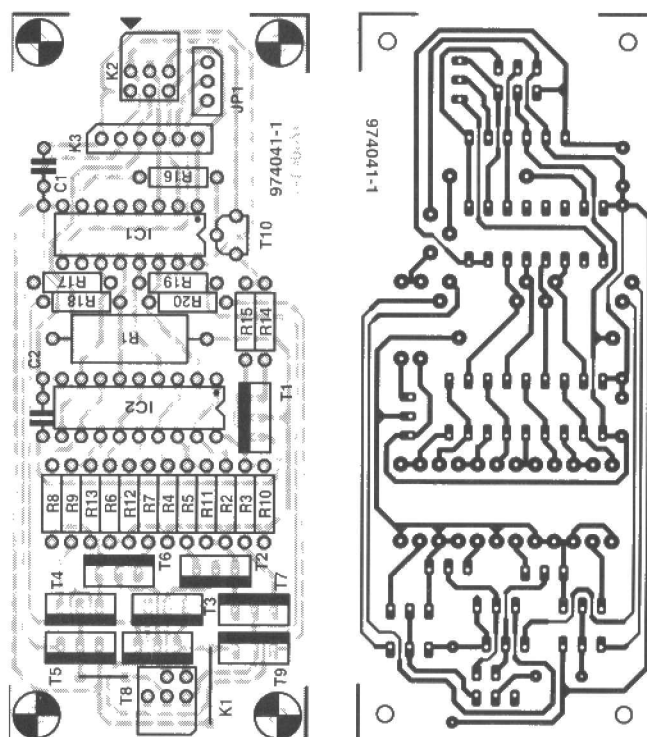 K2
JP1
K3
974041-1
C1
R16
IC1
T10
R17
R19
R18
R20
R1
R15
R14
C2
IC2
T1
R8
R9
R13
R6
R12
R7
R4
R5
R11
R2
R3
R10
T6
T2
T4
T3
T7
T5
T8
T9
K1
974041-1